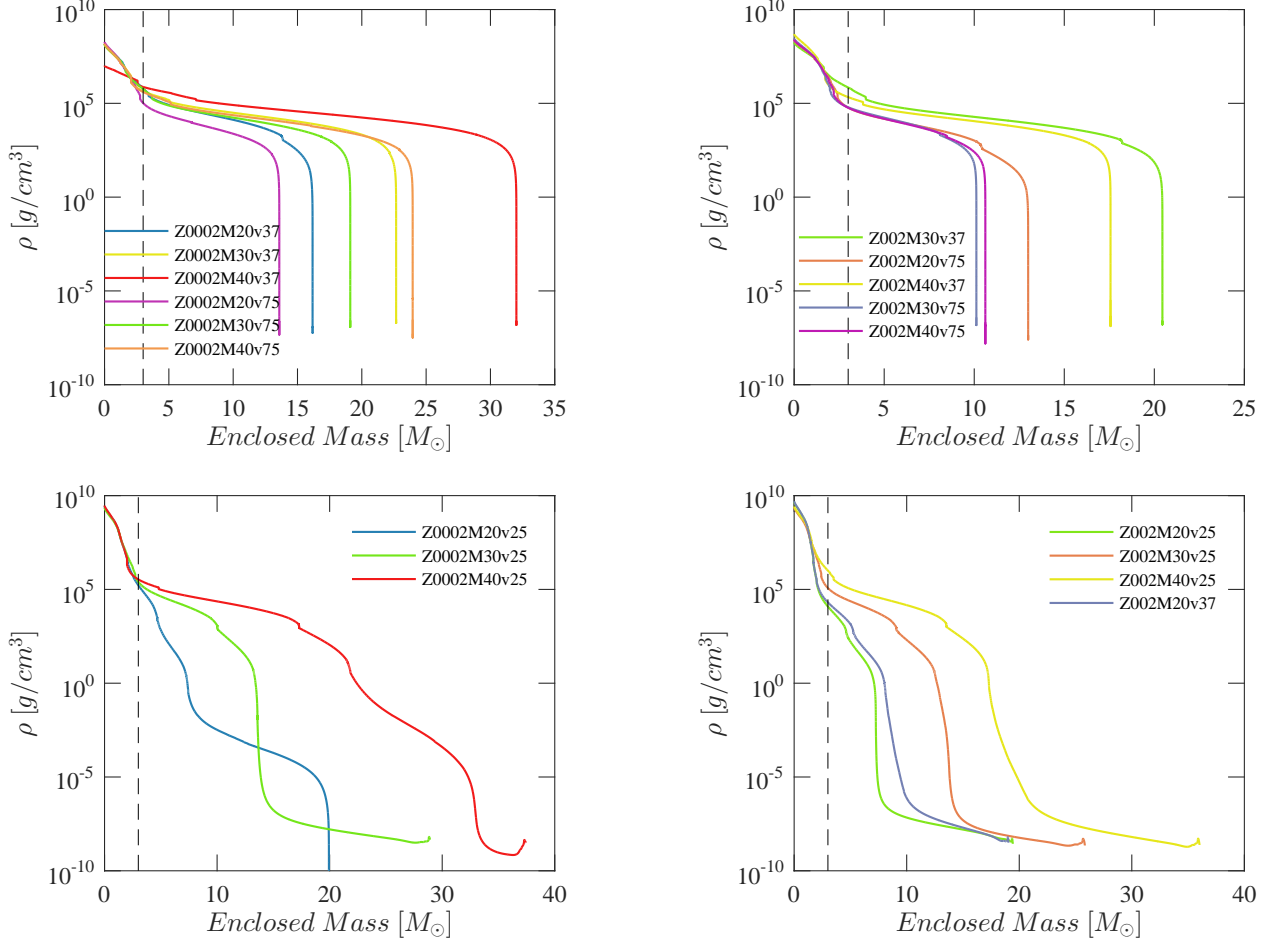 10^10
10^5
10^0
10^-5
10^-10
ρ [g/cm^3]
Z0002M20v37
Z0002M30v37
Z0002M40v37
Z0002M20v75
Z0002M30v75
Z0002M40v75
0 5 10 15 20 25 30 35
Enclosed Mass [M_⊙]
10^10
10^5
10^0
10^-5
10^-10
ρ [g/cm^3]
Z002M30v37
Z002M20v75
Z002M40v37
Z002M30v75
Z002M40v75
0 5 10 15 20 25
Enclosed Mass [M_⊙]
10^10
10^5
10^0
10^-5
10^-10
ρ [g/cm^3]
Z0002M20v25
Z0002M30v25
Z0002M40v25
0 10 20 30 40
Enclosed Mass [M_⊙]
10^10
10^5
10^0
10^-5
10^-10
ρ [g/cm^3]
Z002M20v25
Z002M30v25
Z002M40v25
Z002M20v37
0 10 20 30 40
Enclosed Mass [M_⊙]